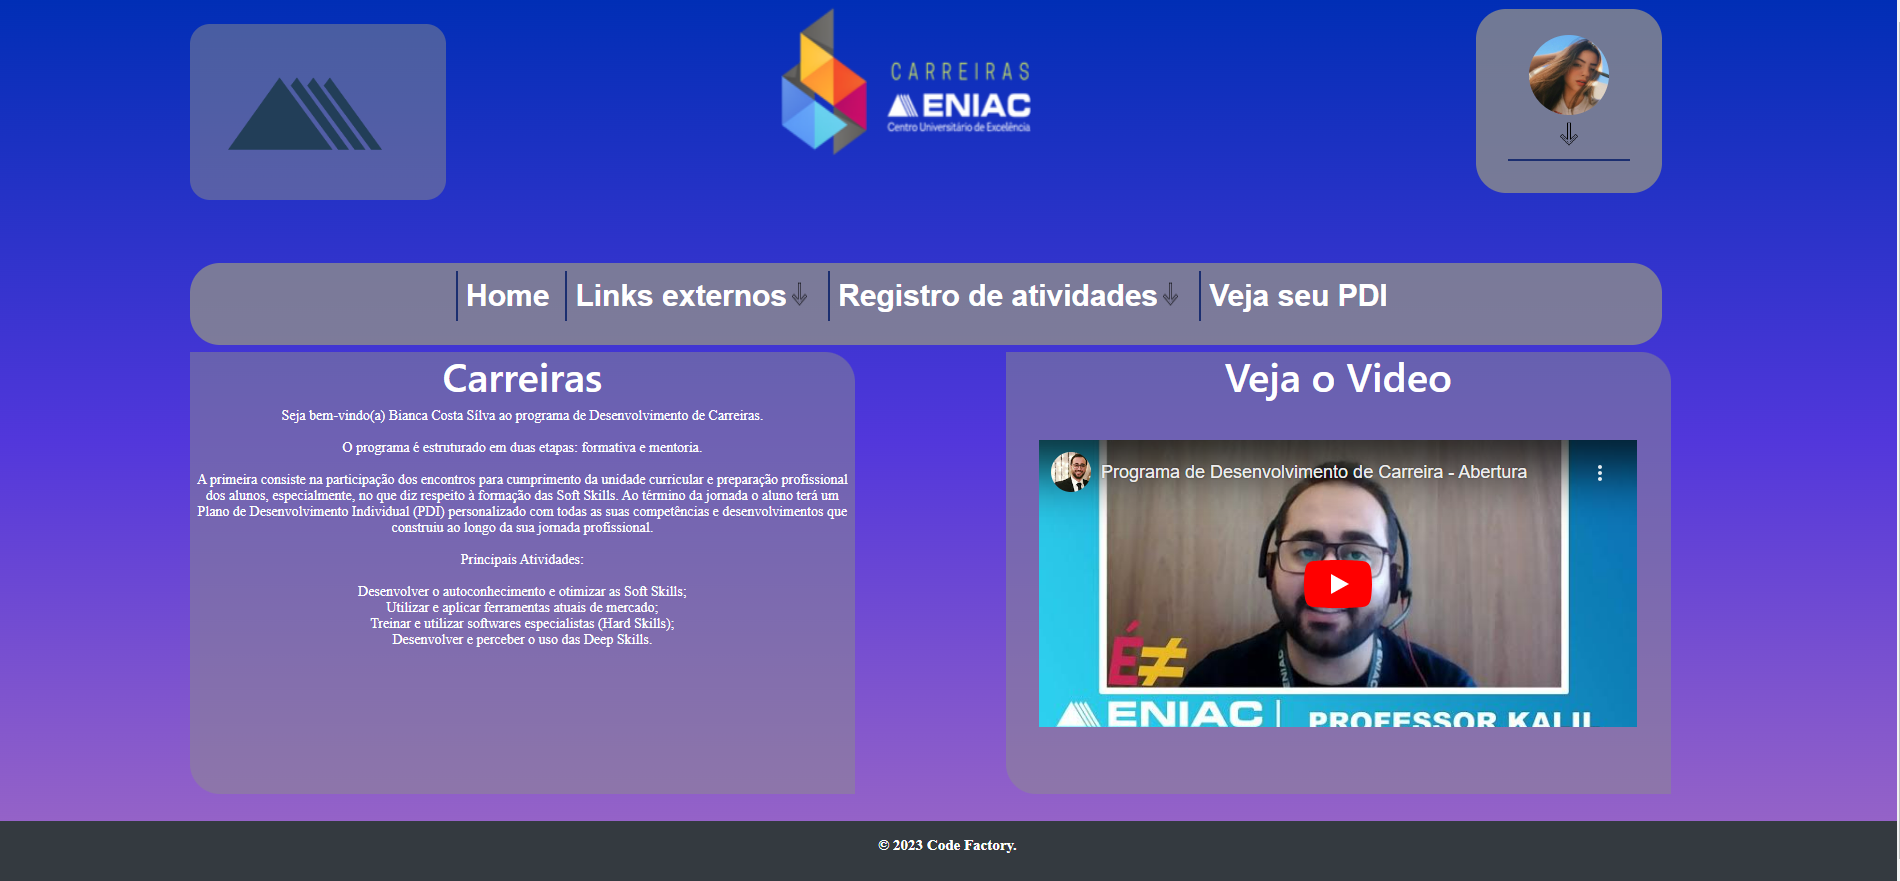 CARREIRAS
ENIAC
Centro Universitário de Excelência
Home
Links externos
Registro de atividades
Veja seu PDI
Carreiras
Seja bem-vindo(a) Bianca Costa Silva ao programa de Desenvolvimento de Carreiras.
O programa é estruturado em duas etapas: formativa e mentoria.
A primeira consiste na participação dos encontros para cumprimento da unidade curricular e preparação profissional
dos alunos, especialmente, no que diz respeito à formação das Soft Skills. Ao término da jornada o aluno terá um
Plano de Desenvolvimento Individual (PDI) personalizado com todas as suas competências e desenvolvimentos que
construiu ao longo da sua jornada profissional.
Principais Atividades:
Desenvolver o autoconhecimento e otimizar as Soft Skills;
Utilizar e aplicar ferramentas atuais de mercado;
Treinar e utilizar softwares especialistas (Hard Skills);
Desenvolver e perceber o uso das Deep Skills.
Veja o Video
Programa de Desenvolvimento de Carreira - Abertura
É≠
ENIAC
ENIAC
ENIAC | PROFESSOR
© 2023 Code Factory.